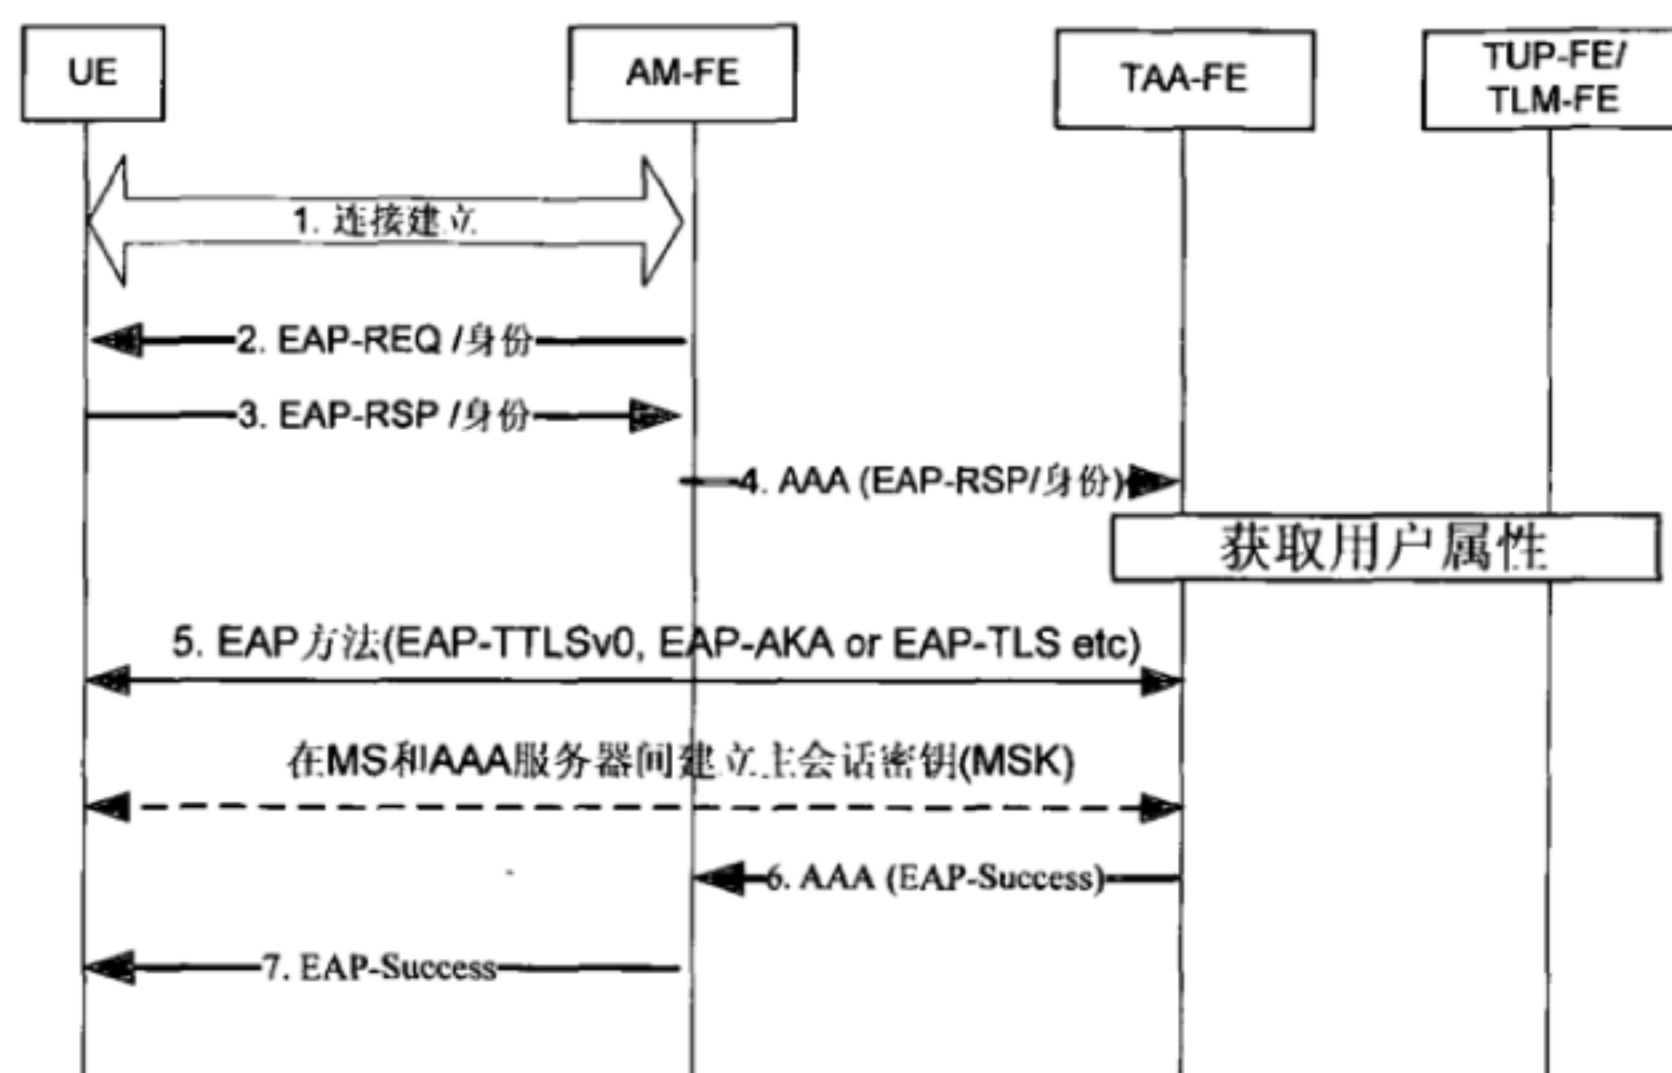 UE
AM-FE
TAA-FE
TUP-FE/
TLM-FE
1. 连接建立
2. EAP-REQ /身份
3. EAP-RSP /身份
4. AAA (EAP-RSP/身份)
获取用户属性
5. EAP方法(EAP-TTLSv0, EAP-AKA or EAP-TLS etc)
在MS和AAA服务器间建立主会话密钥(MSK)
6. AAA (EAP-Success)
7. EAP-Success